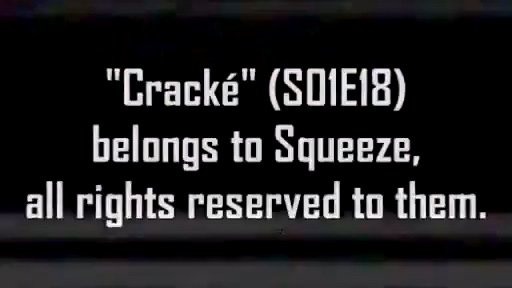 "Cracké" (S01E18)
belongs to Squeeze,
all rights reserved to them.